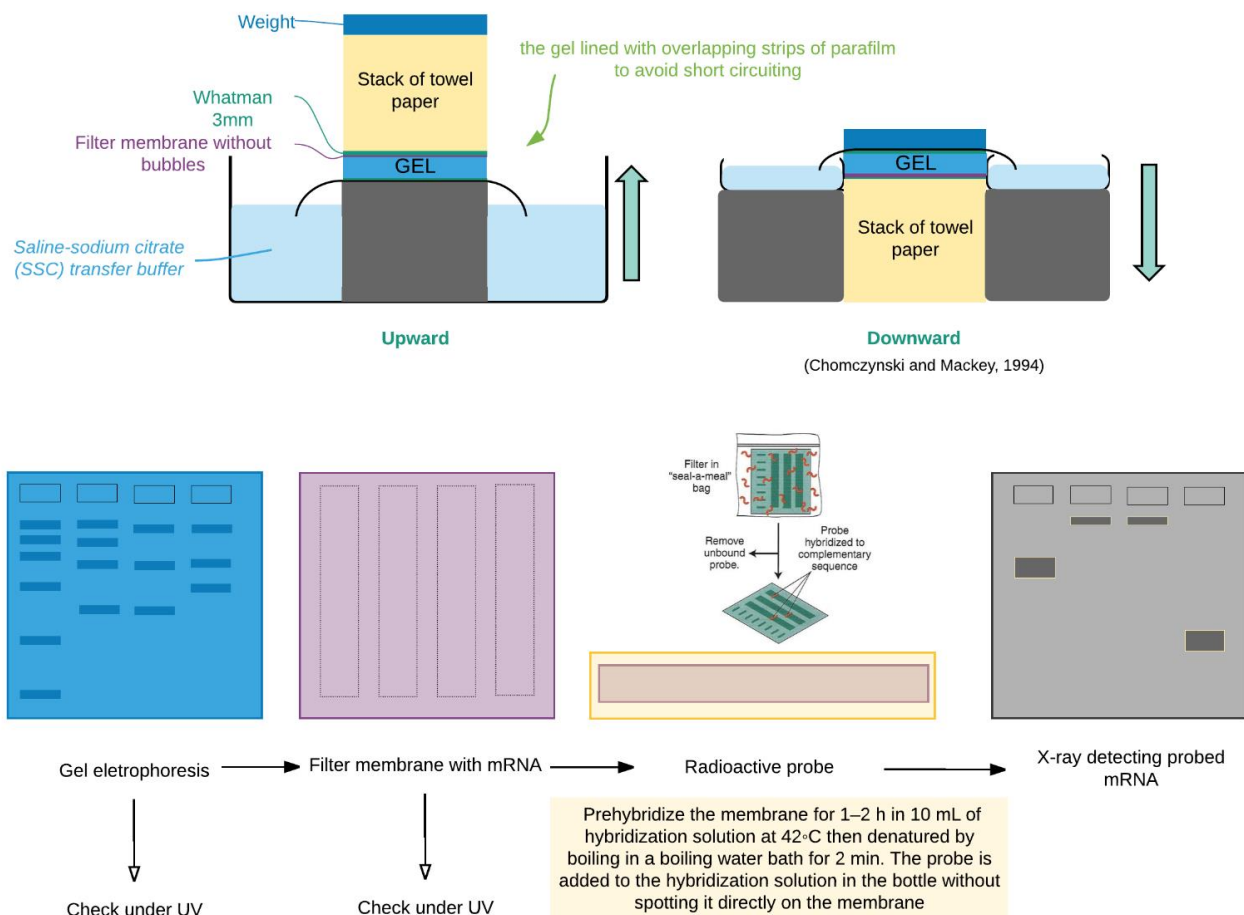 Weight
the gel lined with overlapping strips of parafilm
to avoid short circuiting
Stack of towel
paper
Whatman
3mm
Filter membrane without
bubbles
GEL
Saline-sodium citrate
(SSC) transfer buffer
Upward
GEL
Stack of towel
paper
Downward
(Chomczynski and Mackey, 1994)
Filter in
"seal-a-meal"
bag
Remove
unbound
probe.
Probe
hybridized to
complementary
sequence
Gel eletrophoresis
Filter membrane with mRNA
Radioactive probe
X-ray detecting probed
mRNA
Prehybridize the membrane for 1–2 h in 10 mL of
hybridization solution at 42◦C then denatured by
boiling in a boiling water bath for 2 min. The probe is
added to the hybridization solution in the bottle without
spotting it directly on the membrane
Check under UV
Check under UV